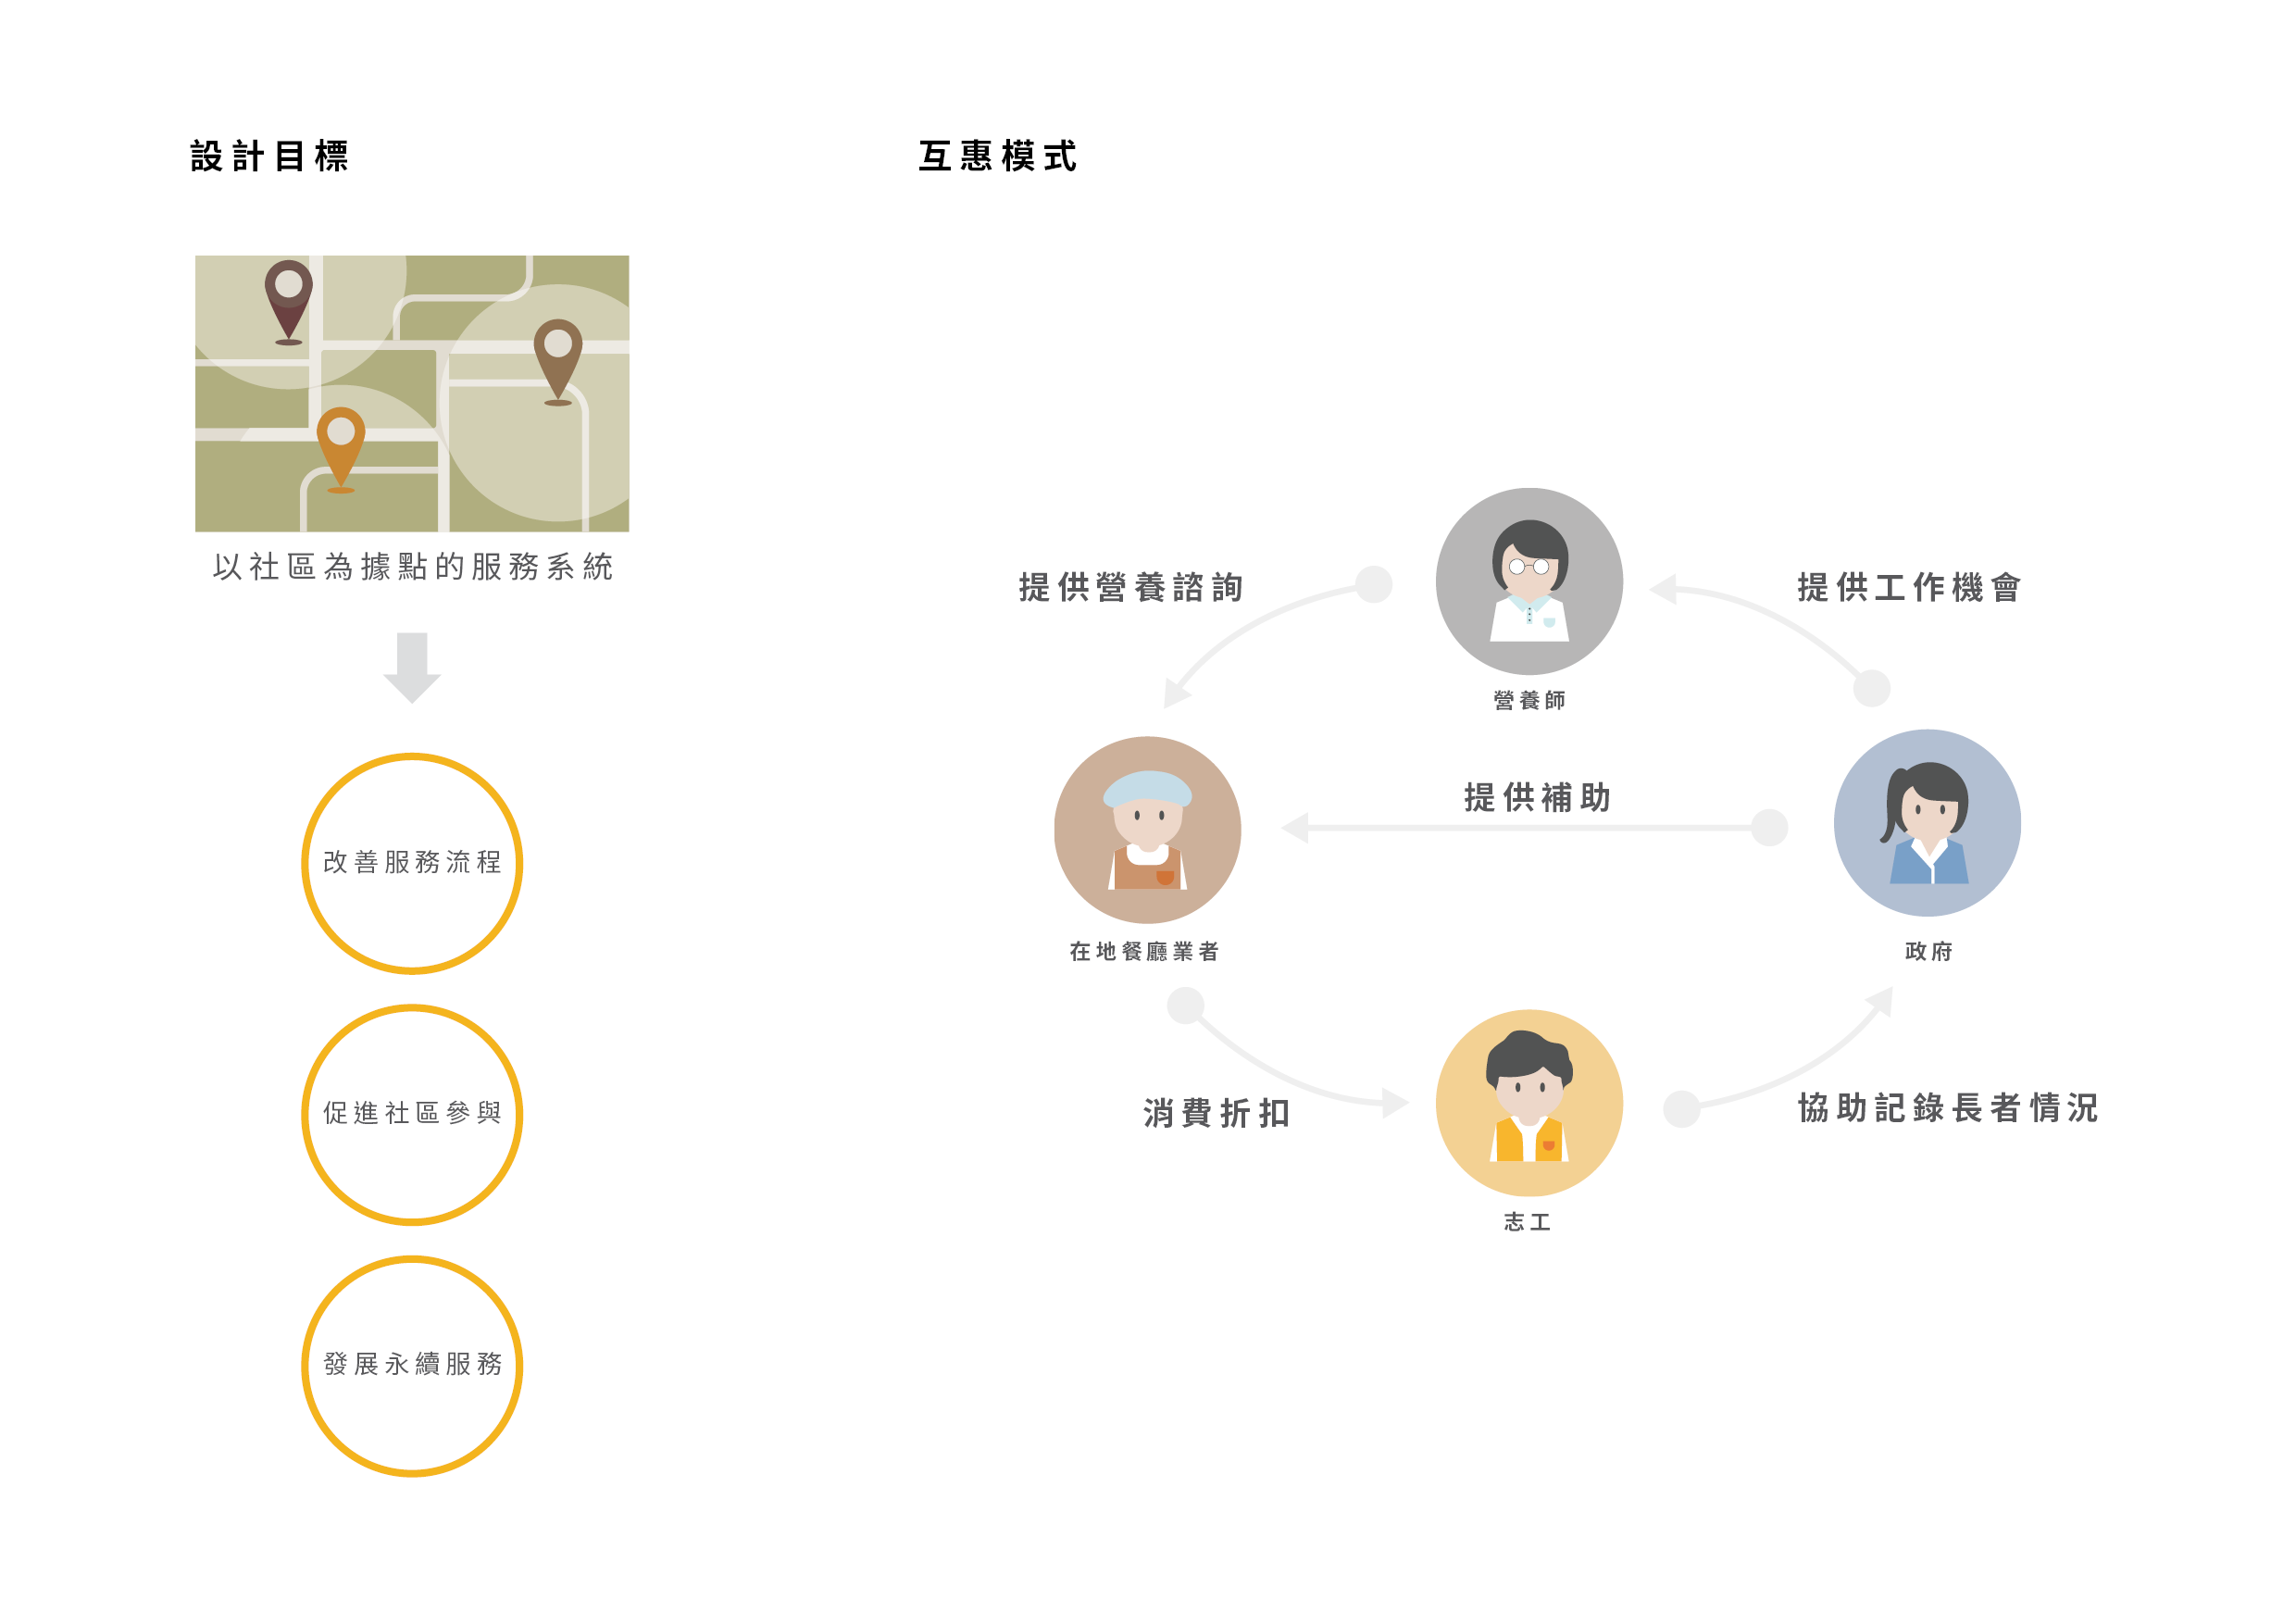 設計目標
以社區為據點的服務系統
改善服務流程
促進社區參與
發展永續服務
互惠模式
提供營養諮詢
營養師
提供工作機會
提供補助
在地餐廳業者
政府
消費折扣
志工
協助記錄長者情況